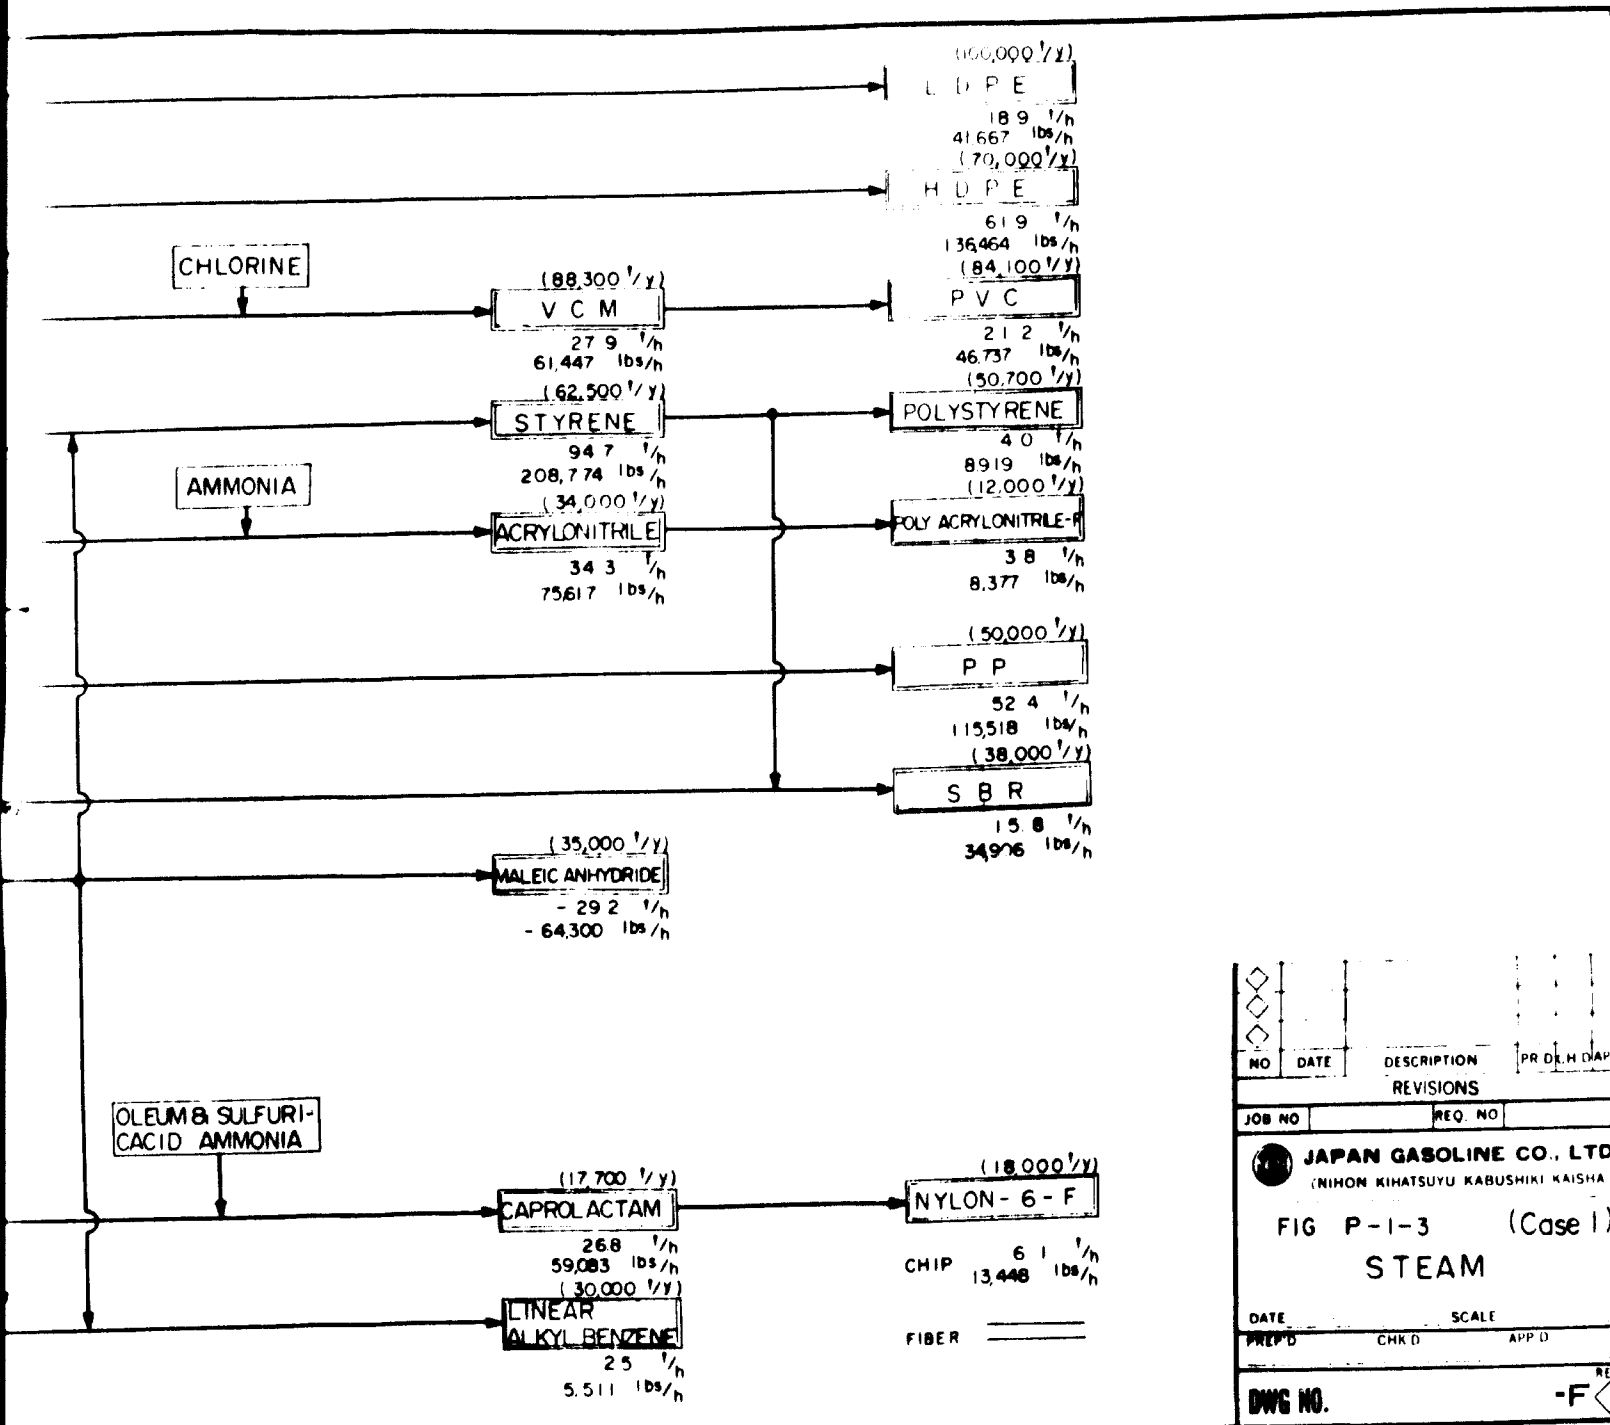 (100,000 t/y)
L D P E
18 9 t/h
41,667 lbs/h
(70,000 t/y)
H D P E
61 9 t/h
136,464 lbs/h
CHLORINE
(88,300 t/y)
V C M
27 9 t/h
61,447 lbs/h
(84,100 t/y)
P V C
21 2 t/h
46,737 lbs/h
(62,500 t/y)
STYRENE
94 7 t/h
208,774 lbs/h
(50,700 t/y)
POLYSTYRENE
4 0 t/h
8,919 lbs/h
AMMONIA
(34,000 t/y)
ACRYLONITRILE
34 3 t/h
75,617 lbs/h
(12,000 t/y)
POLY ACRYLONITRILE-F
3 8 t/h
8,377 lbs/h
(50,000 t/y)
P P
52 4 t/h
115,518 lbs/h
(38,000 t/y)
S B R
15.8 t/h
lbs/h
(35,000 t/y)
MALEIC ANHYDRIDE
- 29 2 t/h
- 64,300 lbs/h
OLEUM & SULFURI-
CACID AMMONIA
(17,700 t/y)
CAPROLACTAM
26.8 t/h
59,083 lbs/h
(18,000 t/y)
NYLON-6-F
CHIP 6 1 t/h
13,448 lbs/h
FIBER
(30,000 t/y)
LINEAR
ALKYL BENZENE
2 5 t/h
5,511 lbs/h
NO DATE DESCRIPTION PR'D CH'D AP
REVISIONS
JOB NO REQ. NO
JAPAN GASOLINE CO., LTD
(NIHON KIHATSUYU KABUSHIKI KAISHA
FIG P-1-3 (Case 1)
STEAM
DATE SCALE
PREP'D CHK'D APP'D
DWG NO. -F
RE